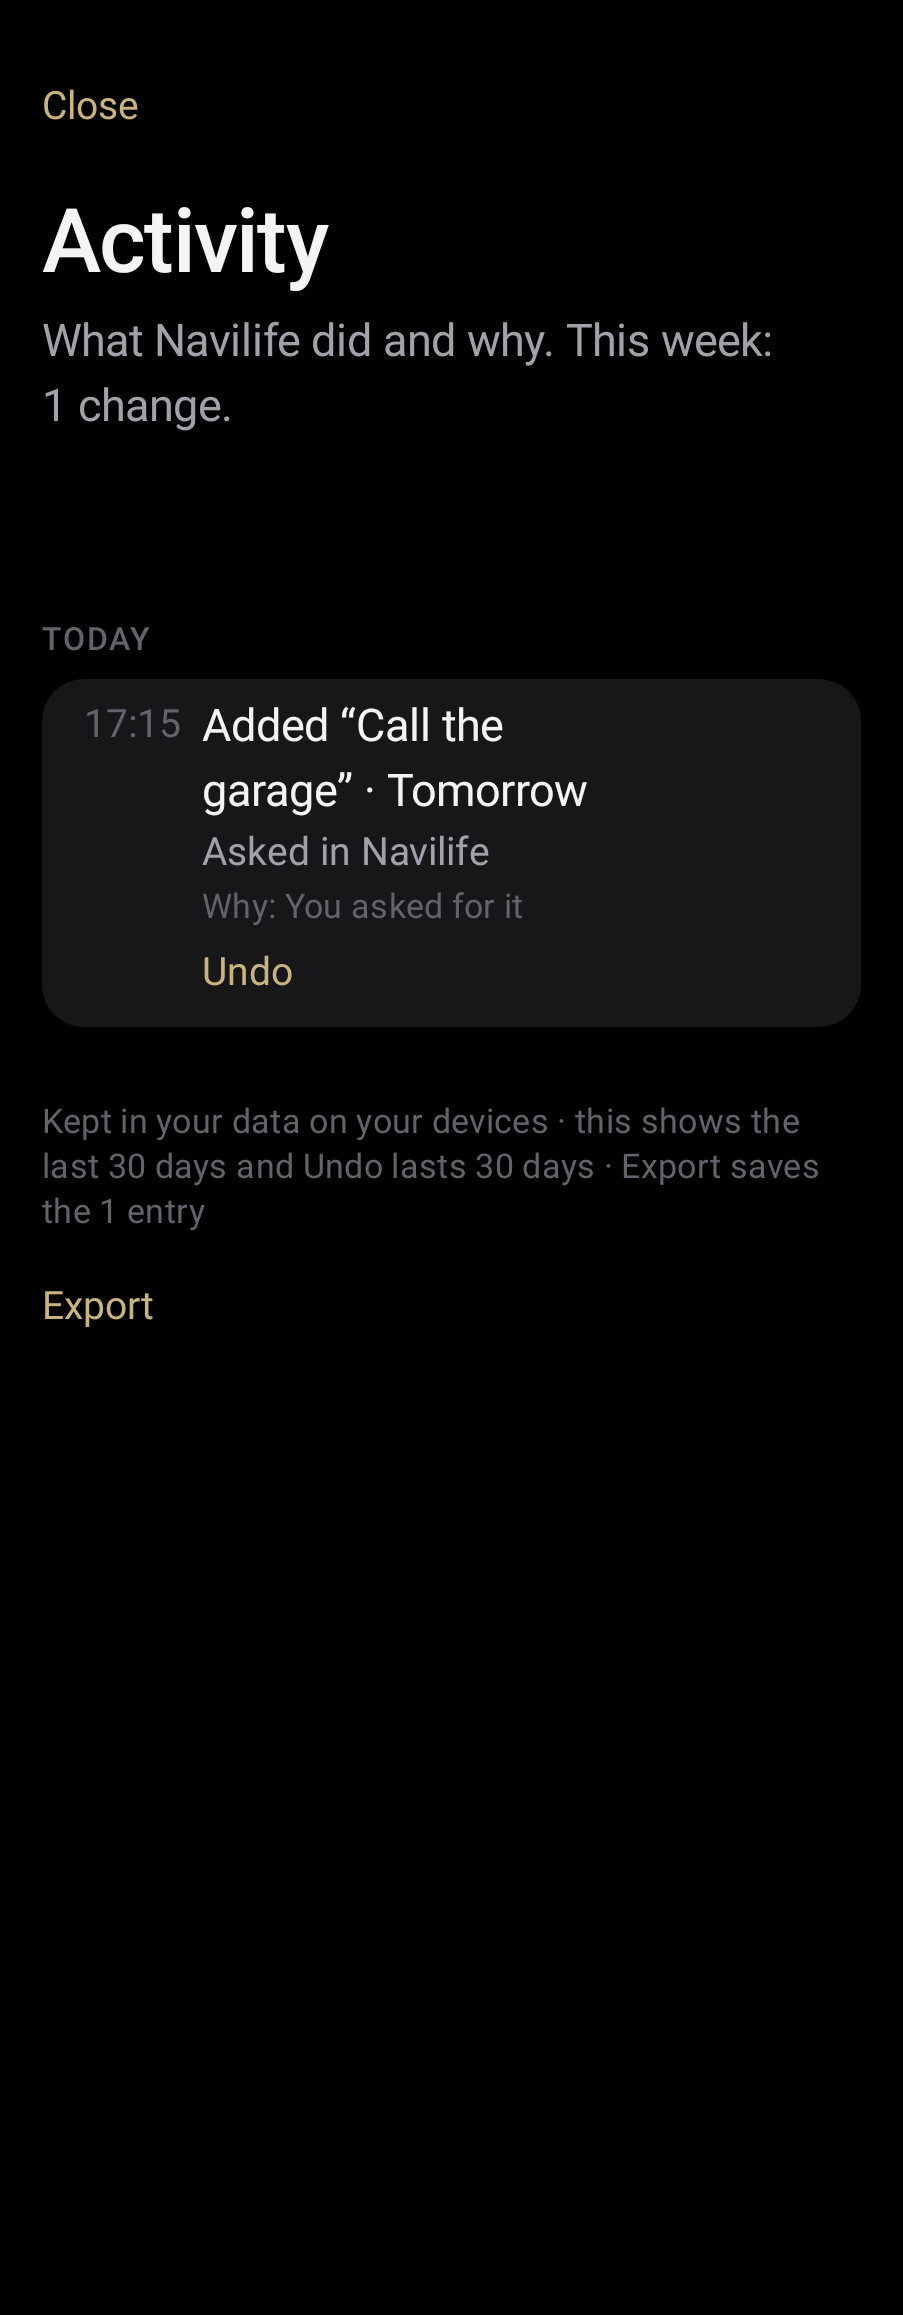 Close
Activity
What Navilife did and why. This week:
1 change.
TODAY
17:15 Added “Call the
garage” · Tomorrow
Asked in Navilife
Why: You asked for it
Undo
Kept in your data on your devices · this shows the
last 30 days and Undo lasts 30 days · Export saves
the 1 entry
Export